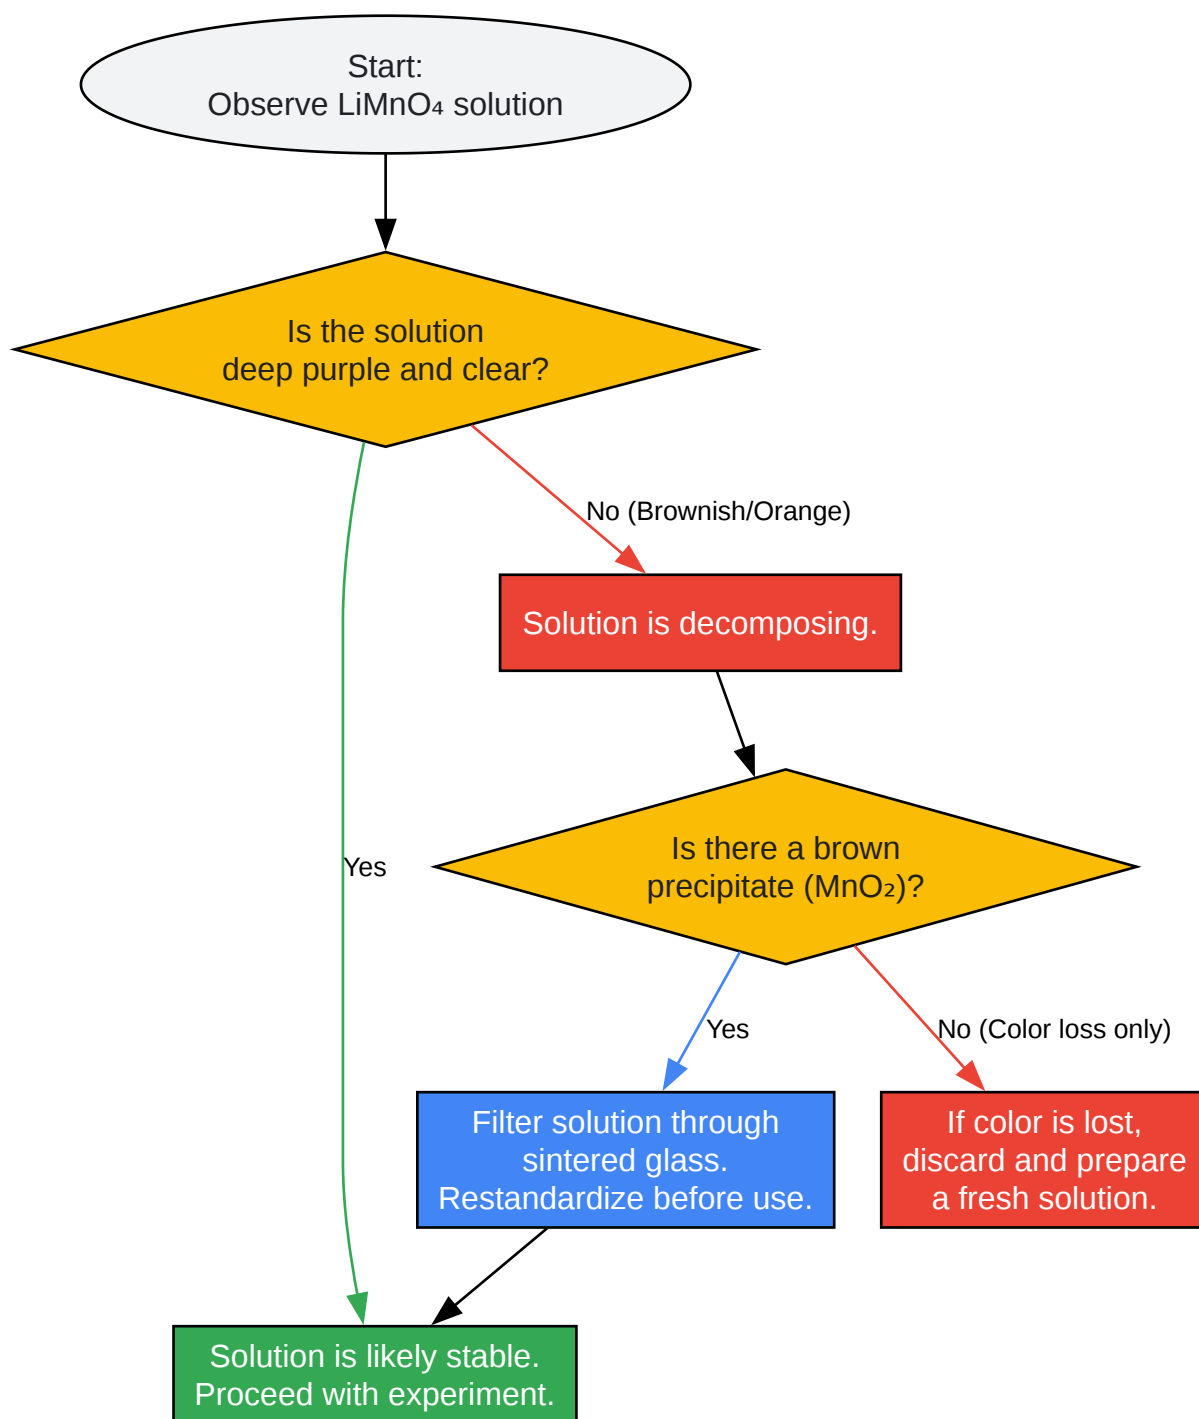 Start:
Observe LiMnO₄ solution
Is the solution
deep purple and clear?
No (Brownish/Orange)
Solution is decomposing.
Is there a brown
precipitate (MnO₂)?
Yes
Yes
No (Color loss only)
Filter solution through
sintered glass.
Restandardize before use.
If color is lost,
discard and prepare
a fresh solution.
Solution is likely stable.
Proceed with experiment.